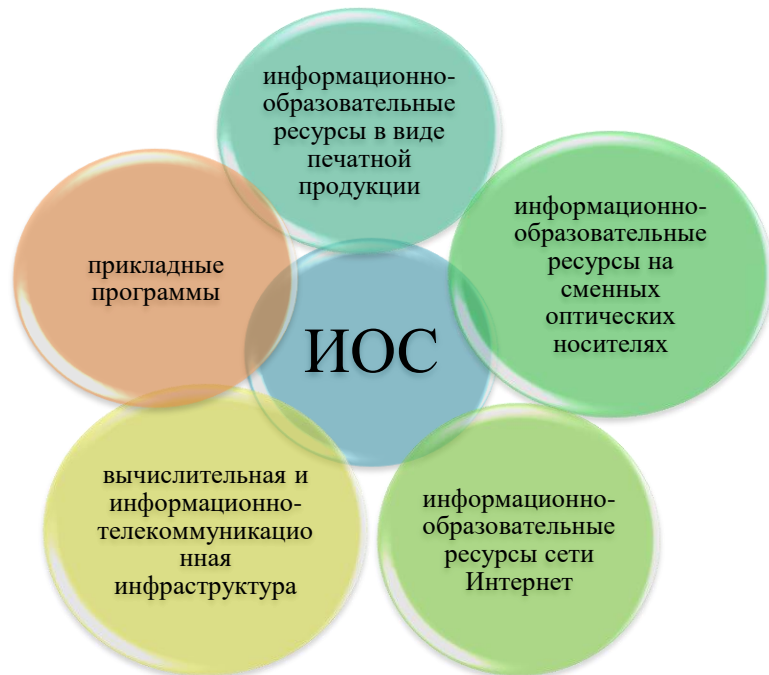 информационно-
образовательные
ресурсы в виде
печатной
продукции
информационно-
образовательные
ресурсы на
сменных
оптических
носителях
информационно-
образовательные
ресурсы сети
Интернет
вычислительная и
информационно-
телекоммуникацио
нная
инфраструктура
прикладные
программы
ИОС